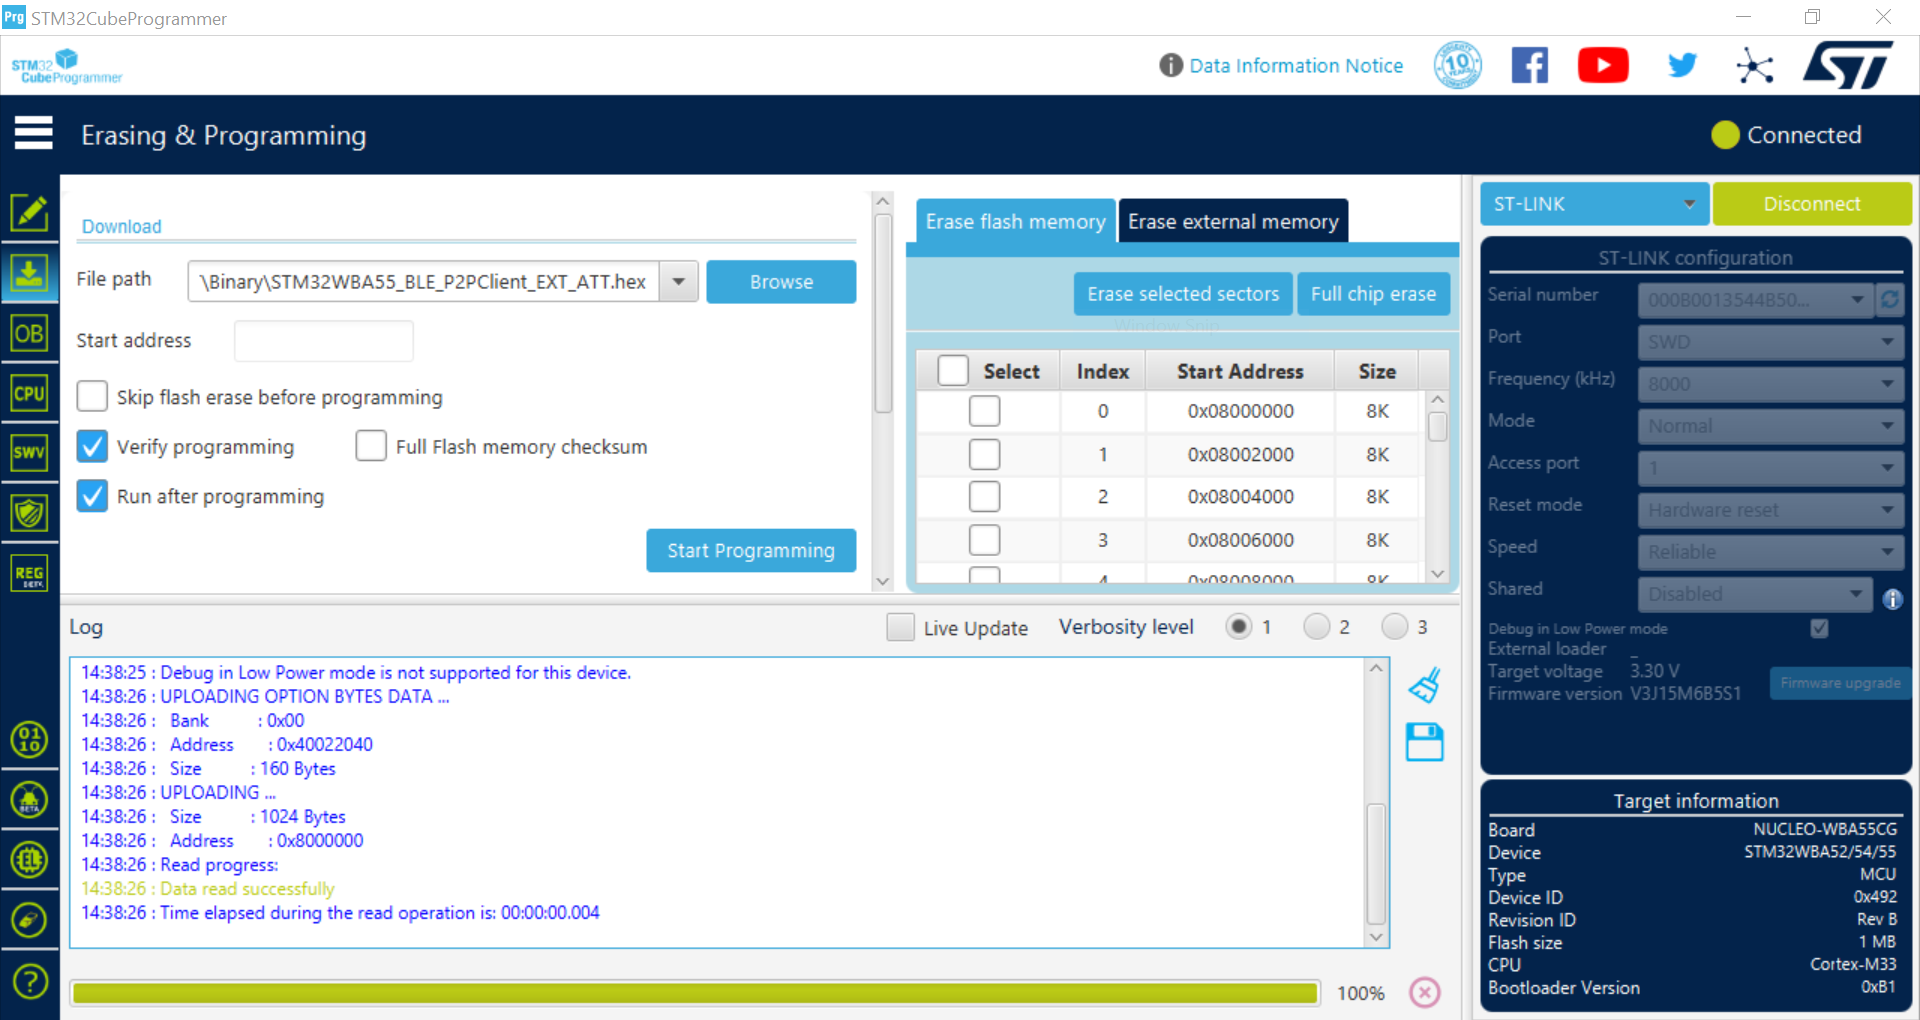 Prg STM32CubeProgrammer
STM32
CubeProgrammer
Data Information Notice
10
Erasing & Programming
Connected
Download
File path
\Binary\STM32WBA55_BLE_P2PClient_EXT_ATT.hex
Browse
Start address
Skip flash erase before programming
Verify programming
Full Flash memory checksum
Run after programming
Start Programming
Erase flash memory
Erase external memory
Erase selected sectors
Full chip erase
Window Snip
Select Index Start Address Size
0 0x08000000 8K
1 0x08002000 8K
2 0x08004000 8K
3 0x08006000 8K
4 0x08008000 8K
OB
CPU
SWV
REG
01
10
BETA
EL
?
Log
Live Update
Verbosity level
1
2
3
14:38:25 : Debug in Low Power mode is not supported for this device.
14:38:26 : UPLOADING OPTION BYTES DATA ...
14:38:26 : Bank : 0x00
14:38:26 : Address : 0x40022040
14:38:26 : Size : 160 Bytes
14:38:26 : UPLOADING ...
14:38:26 : Size : 1024 Bytes
14:38:26 : Address : 0x8000000
14:38:26 : Read progress:
14:38:26 : Data read successfully
14:38:26 : Time elapsed during the read operation is: 00:00:00.004
100%
ST-LINK
Disconnect
ST-LINK configuration
Serial number 000B0013544B50...
Port SWD
Frequency (kHz) 8000
Mode Normal
Access port 1
Reset mode Hardware reset
Speed Reliable
Shared Disabled
Debug in Low Power mode
External loader _
Target voltage 3.30 V
Firmware version V3J15M6B5S1
Firmware upgrade
Target information
Board NUCLEO-WBA55CG
Device STM32WBA52/54/55
Type MCU
Device ID 0x492
Revision ID Rev B
Flash size 1 MB
CPU Cortex-M33
Bootloader Version 0xB1